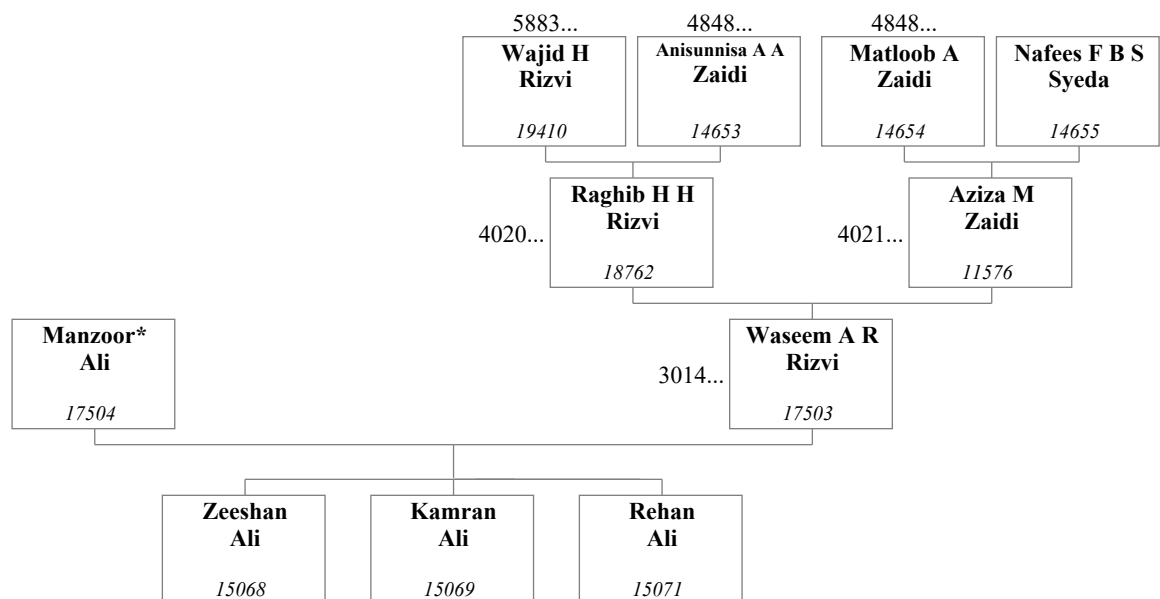 5883...
4848...
4848...
Wajid H
Rizvi
19410
Anisunnisa A A
Zaidi
14653
Matloob A
Zaidi
14654
Nafees F B S
Syeda
14655
4020...
Raghib H H
Rizvi
18762
4021...
Aziza M
Zaidi
11576
Manzoor*
Ali
17504
3014...
Waseem A R
Rizvi
17503
Zeeshan
Ali
15068
Kamran
Ali
15069
Rehan
Ali
15071